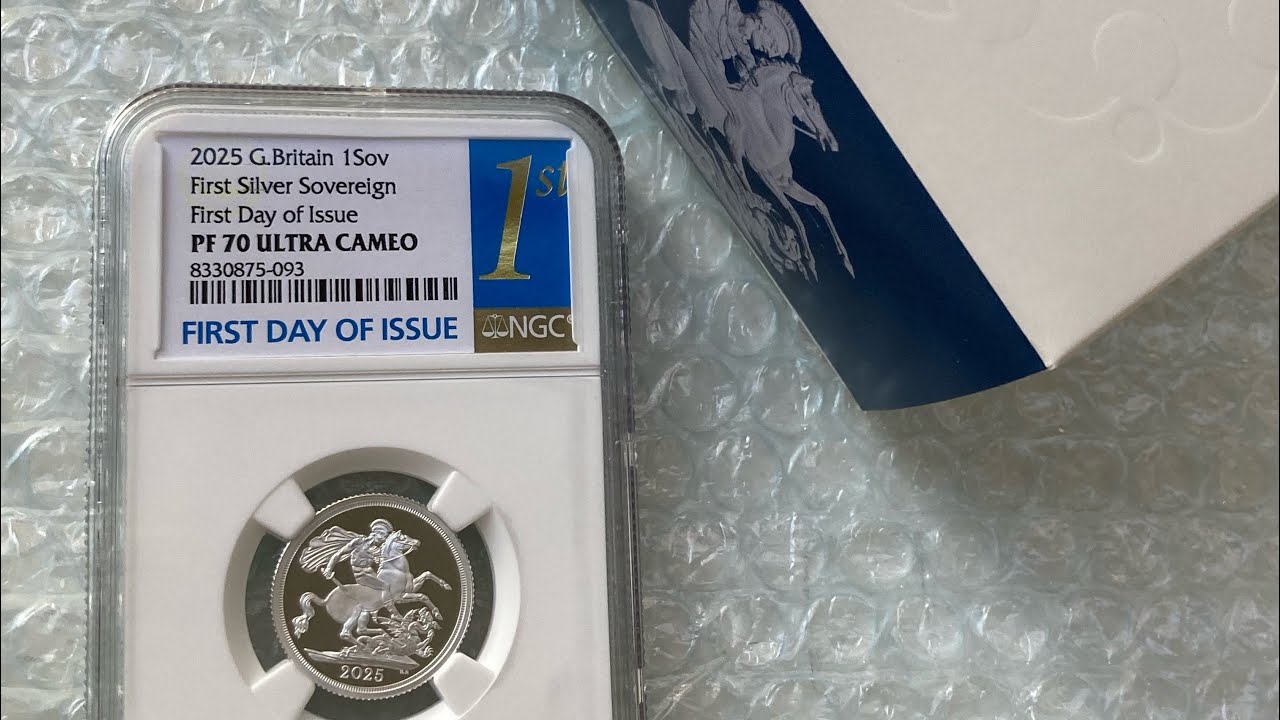 2025 G.Britain 1Sov
First Silver Sovereign
First Day of Issue
PF 70 ULTRA CAMEO
8330875-093
FIRST DAY OF ISSUE
1st
NGC
2025